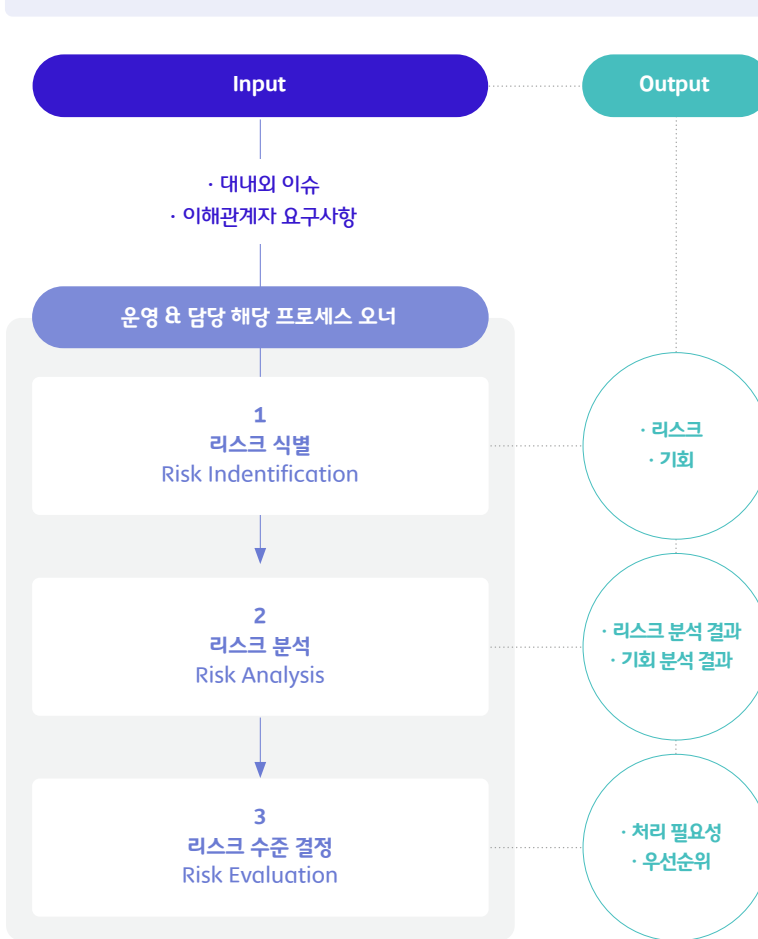 Input
Output
· 대내외 이슈
· 이해관계자 요구사항
운영 & 담당 해당 프로세스 오너
1
리스크 식별
Risk Indentification
· 리스크
· 기회
2
리스크 분석
Risk Analysis
· 리스크 분석 결과
· 기회 분석 결과
3
리스크 수준 결정
Risk Evaluation
· 처리 필요성
· 우선순위